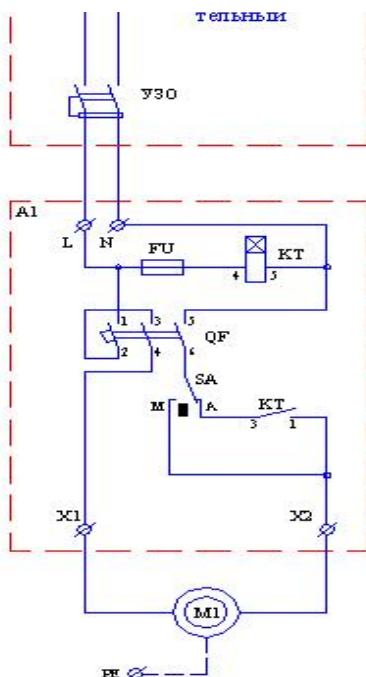 тельный
УЗО
А1
L N
FU KT
4 5
1 3 5
QF
2 4 6
SA
M A KT
3 1
X1 X2
M1
PE